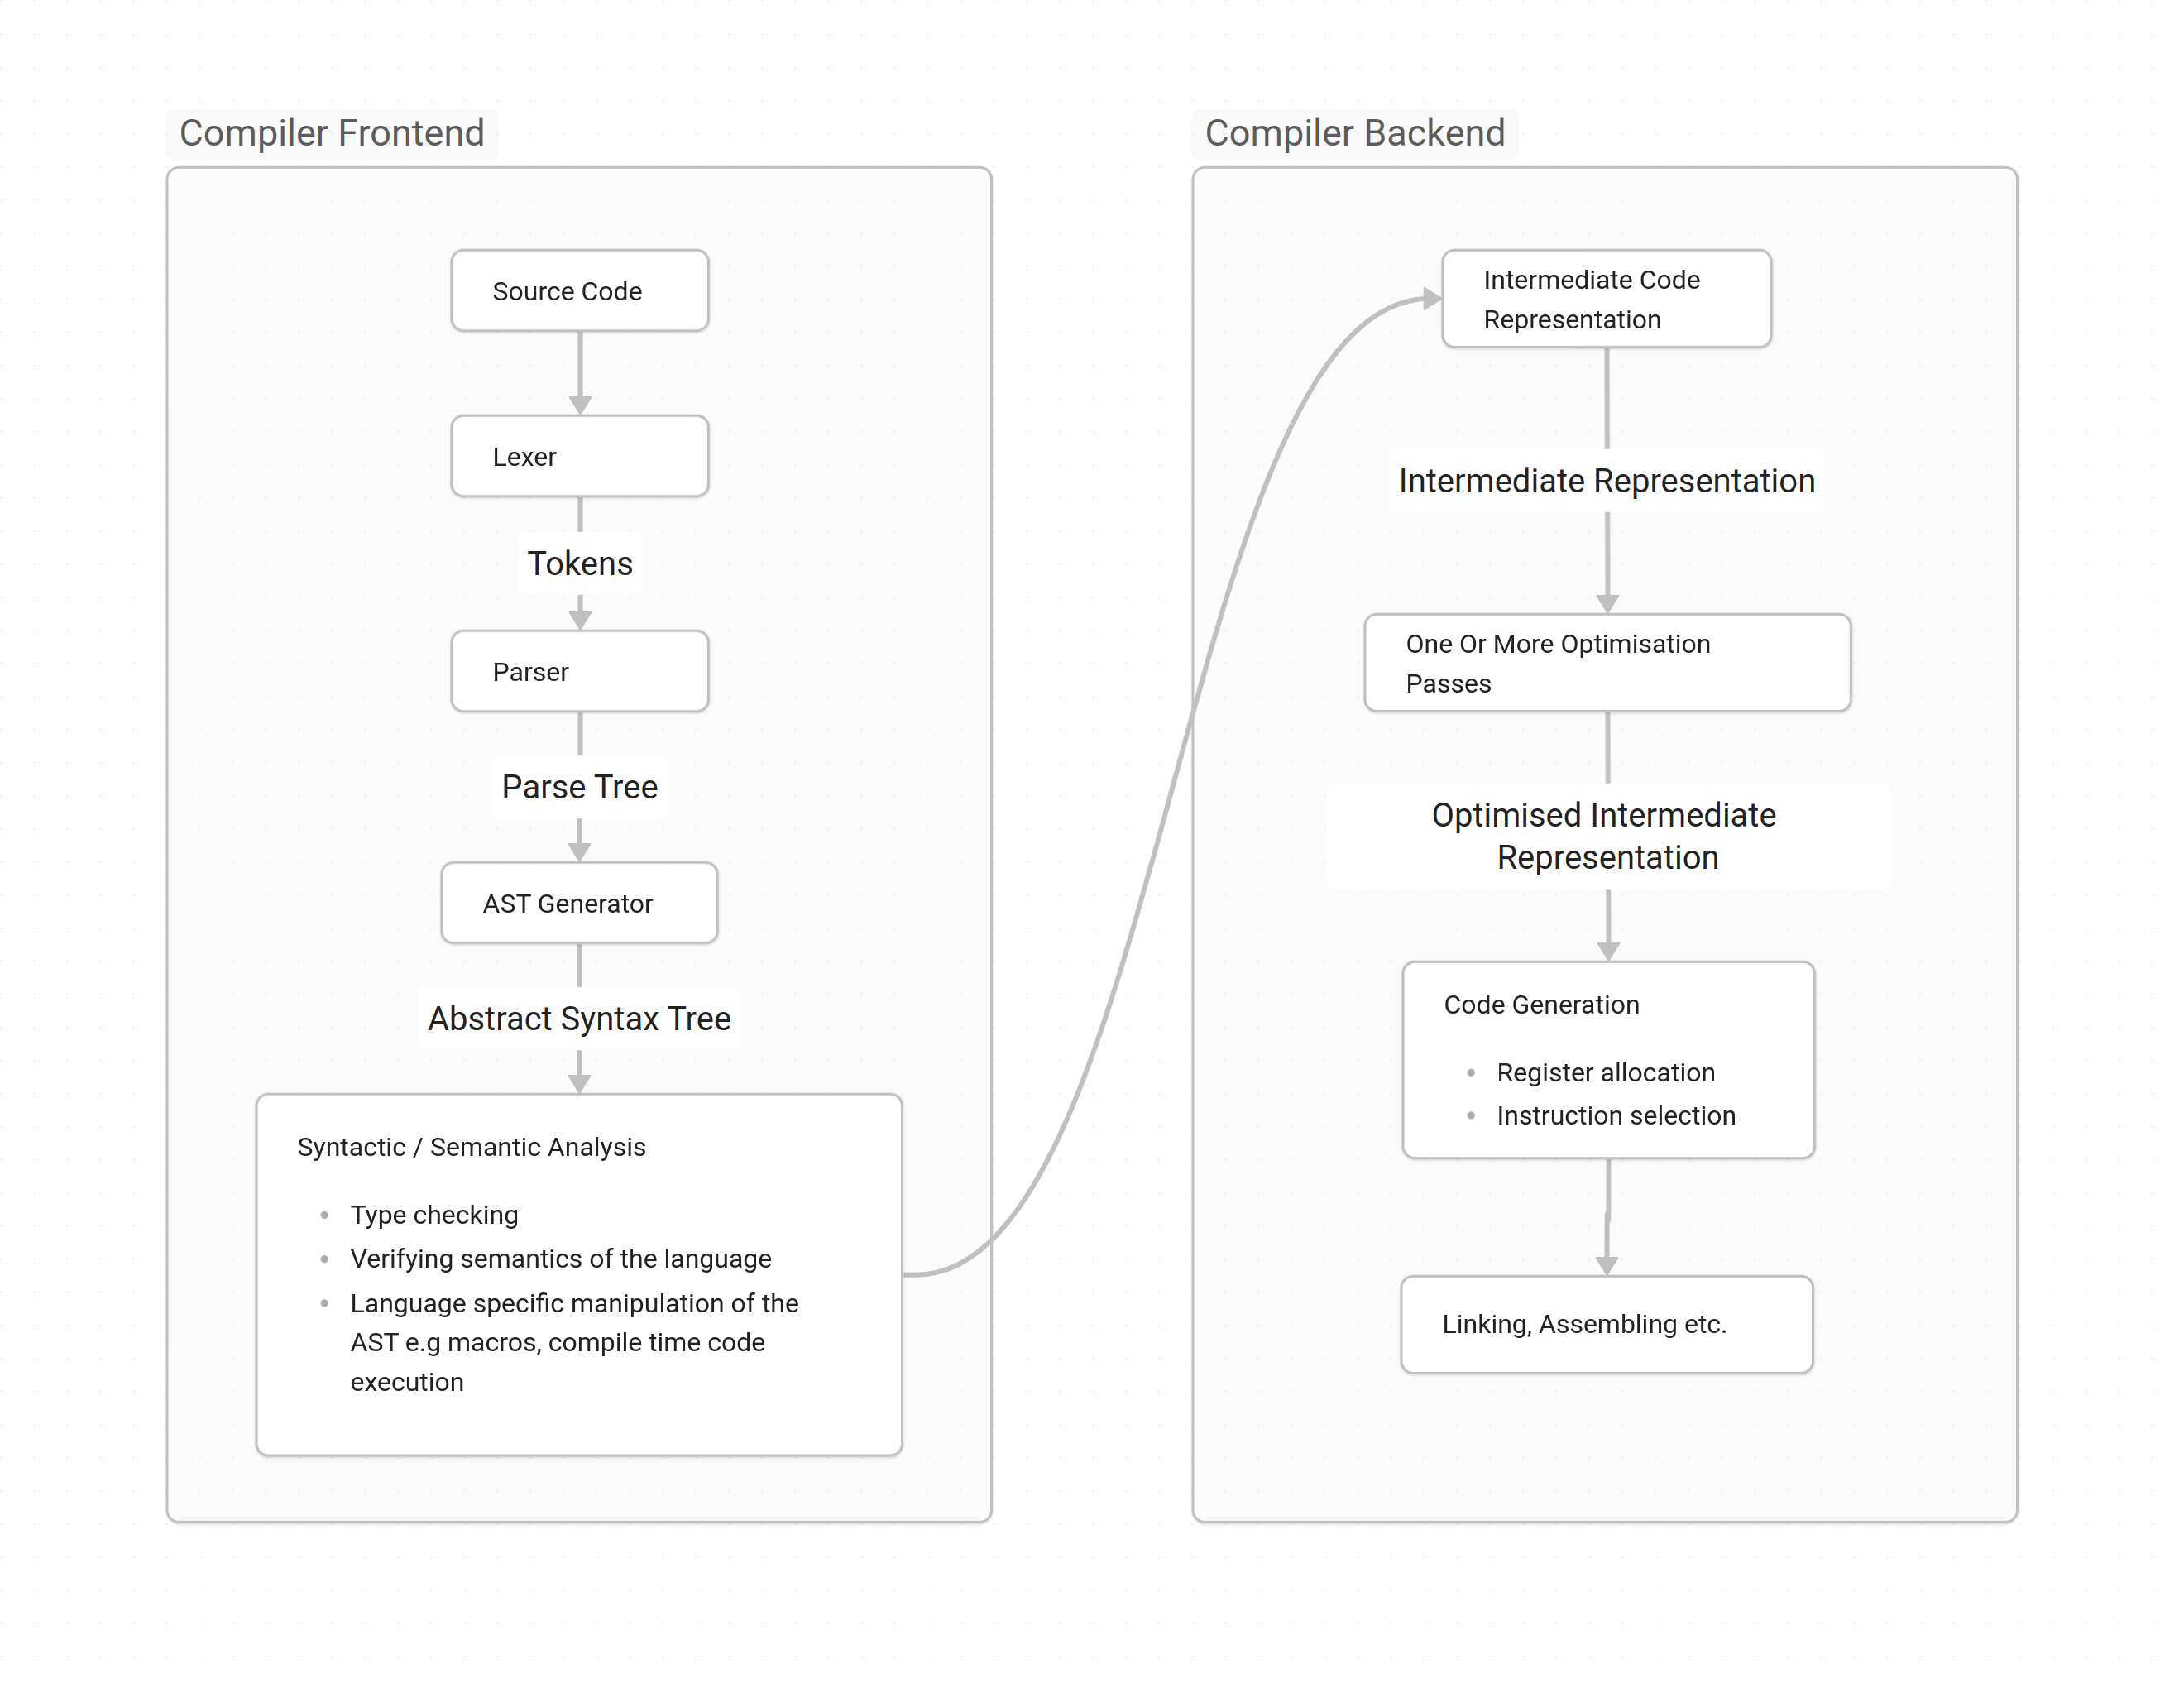 Compiler Frontend
Source Code
Lexer
Tokens
Parser
Parse Tree
AST Generator
Abstract Syntax Tree
Syntactic / Semantic Analysis
Type checking
Verifying semantics of the language
Language specific manipulation of the
AST e.g macros, compile time code
execution
Compiler Backend
Intermediate Code
Representation
Intermediate Representation
One Or More Optimisation
Passes
Optimised Intermediate
Representation
Code Generation
Register allocation
Instruction selection
Linking, Assembling etc.